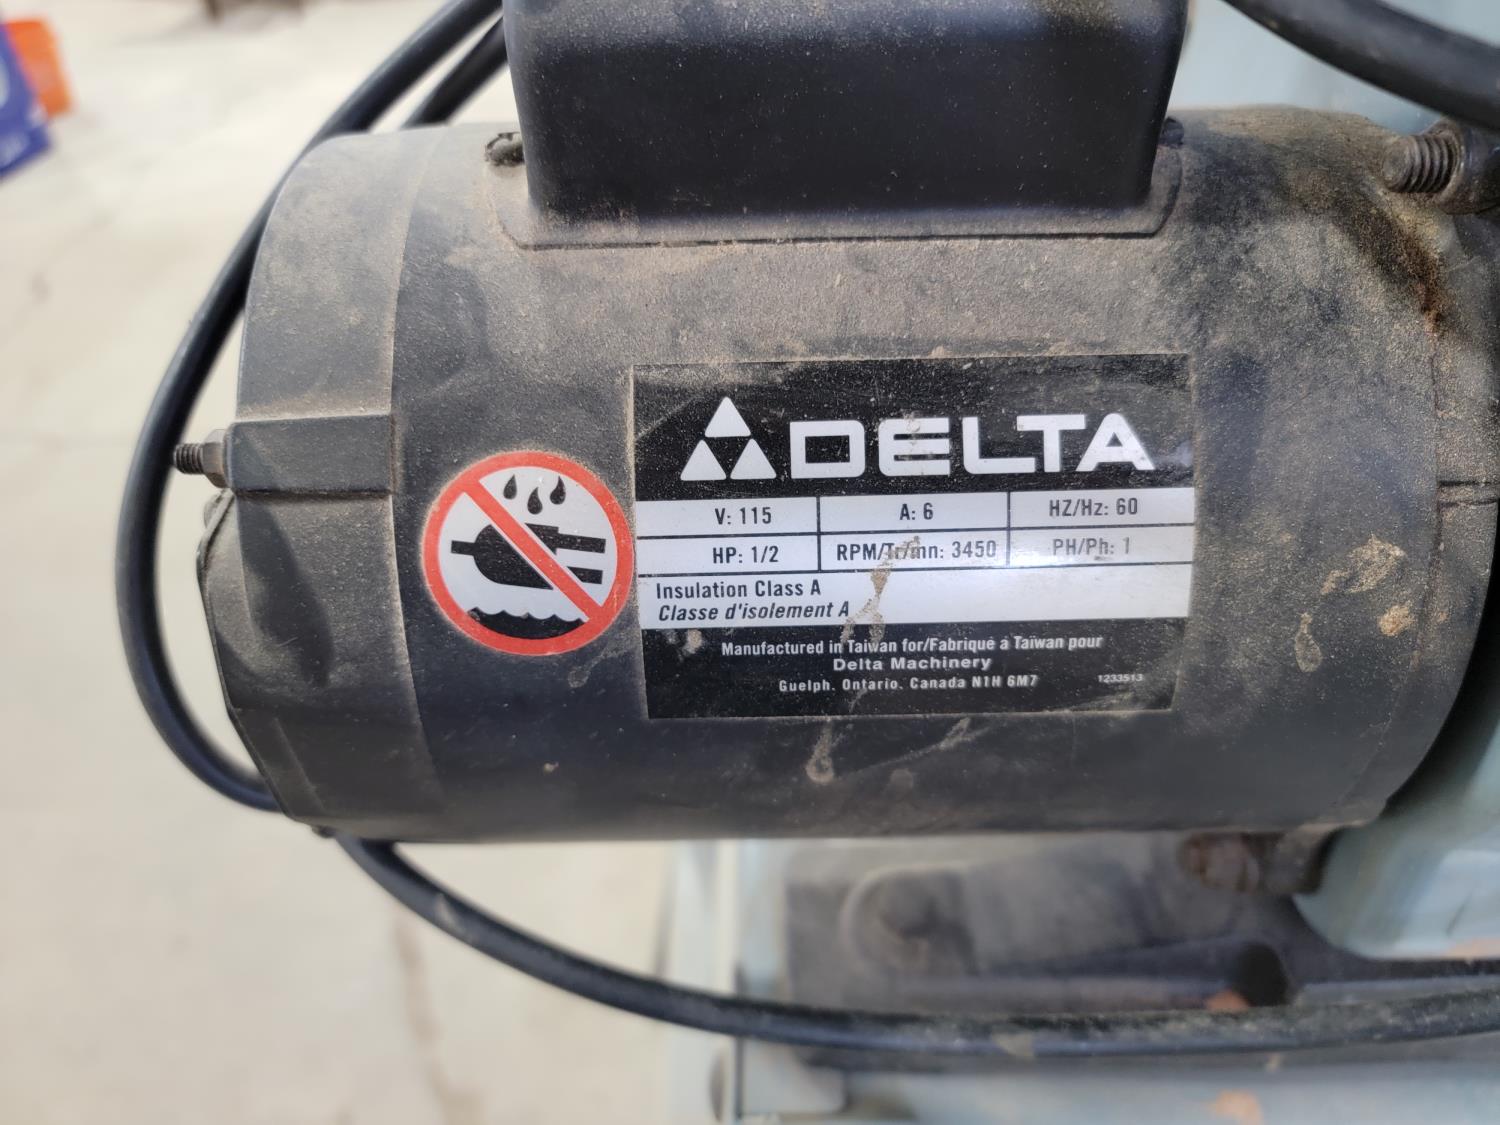 DELTA
V: 115 A: 6 HZ/Hz: 60
HP: 1/2 RPM/Tr/mn: 3450 PH/Ph: 1
Insulation Class A
Classe d'isolement A
Manufactured in Taiwan for/Fabriqué à Taïwan pour
Delta Machinery
Guelph, Ontario, Canada N1H 6M7 1233513